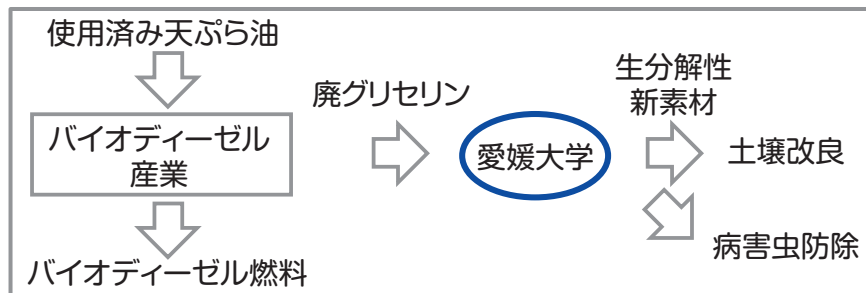 使用済み天ぷら油
バイオディーゼル
産業
バイオディーゼル燃料
廃グリセリン
愛媛大学
生分解性
新素材
土壌改良
病害虫防除